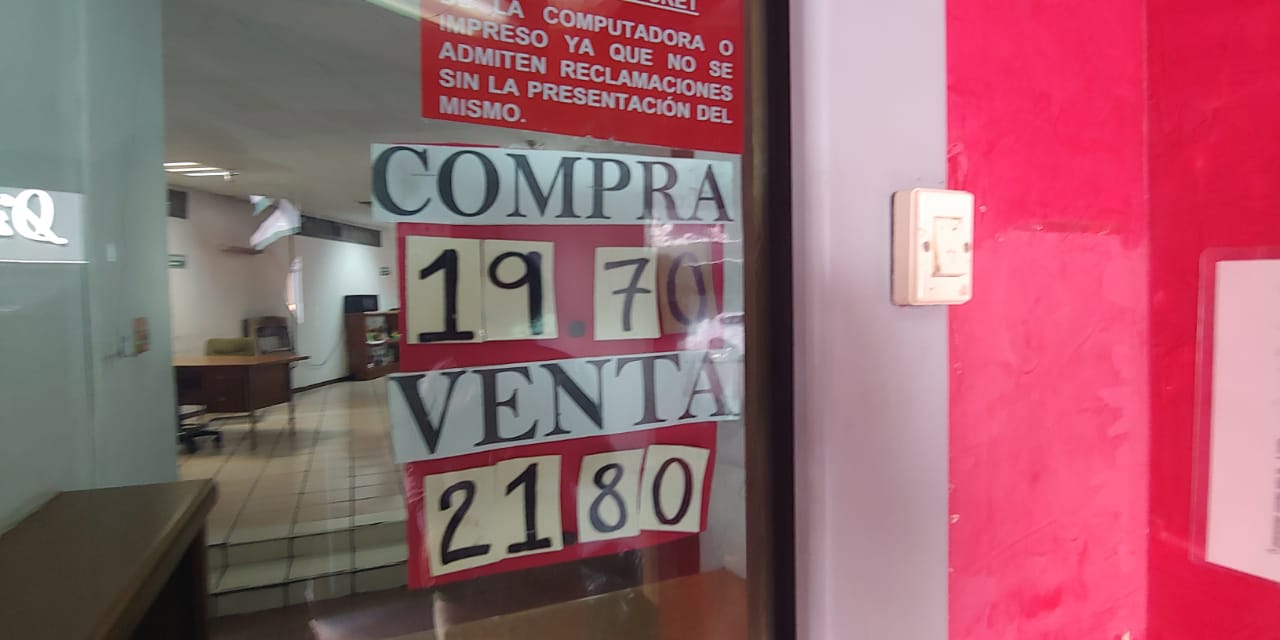 DE LA COMPUTADORA O
IMPRESO YA QUE NO SE
ADMITEN RECLAMACIONES
SIN LA PRESENTACIÓN DEL
MISMO.
COMPRA
19.70
VENTA
21.80